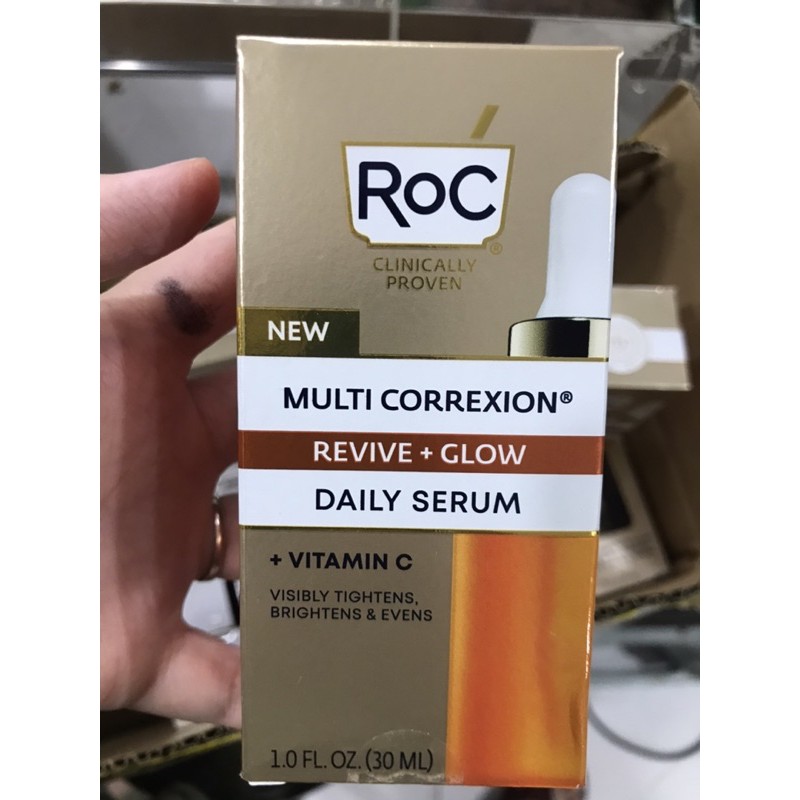 RoC®
CLINICALLY
PROVEN
NEW
MULTI CORREXION®
REVIVE + GLOW
DAILY SERUM
+ VITAMIN C
VISIBLY TIGHTENS,
BRIGHTENS & EVENS
1.0 FL. OZ. (30 ML)